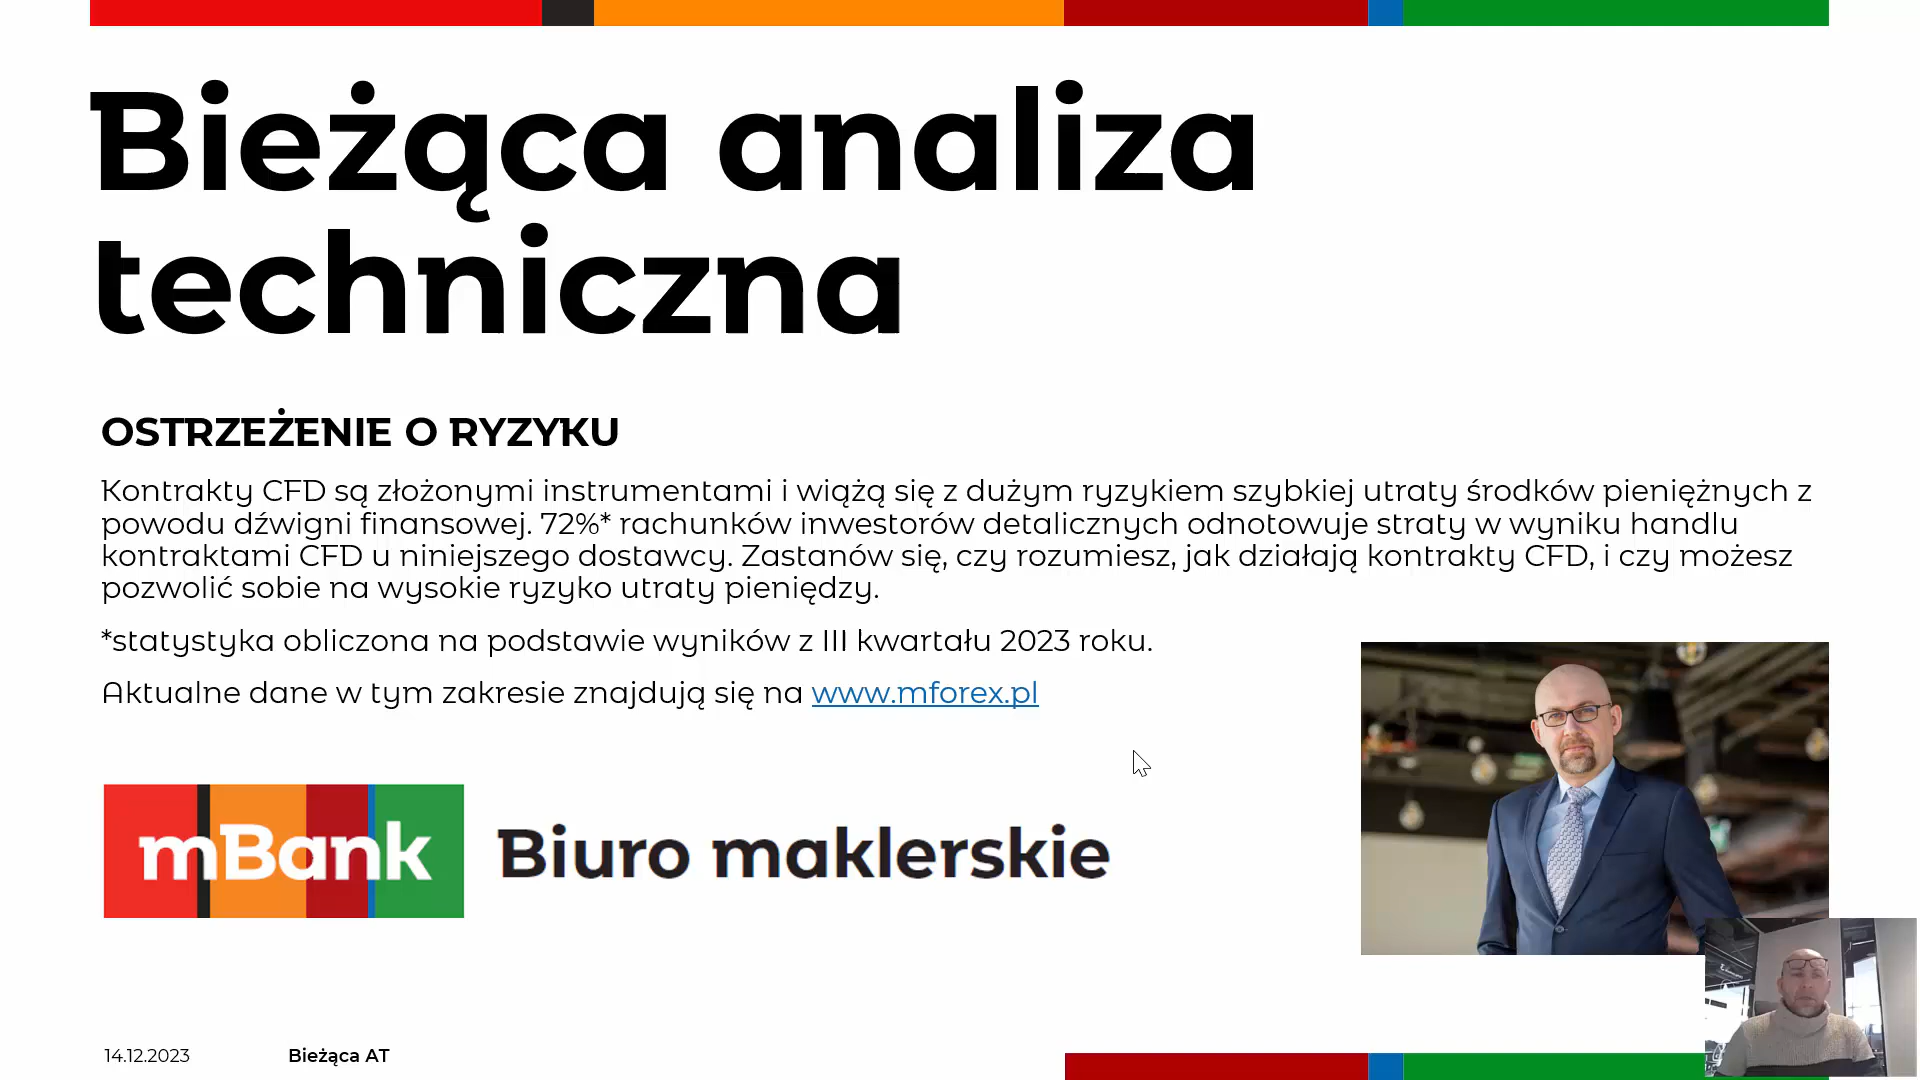 Bieżąca analiza
techniczna
OSTRZEŻENIE O RYZYKU
Kontrakty CFD są złożonymi instrumentami i wiążą się z dużym ryzykiem szybkiej utraty środków pieniężnych z
powodu dźwigni finansowej. 72%* rachunków inwestorów detalicznych odnotowuje straty w wyniku handlu
kontraktami CFD u niniejszego dostawcy. Zastanów się, czy rozumiesz, jak działają kontrakty CFD, i czy możesz
pozwolić sobie na wysokie ryzyko utraty pieniędzy.
*statystyka obliczona na podstawie wyników z III kwartału 2023 roku.
Aktualne dane w tym zakresie znajdują się na www.mforex.pl
mBank Biuro maklerskie
14.12.2023 Bieżąca AT